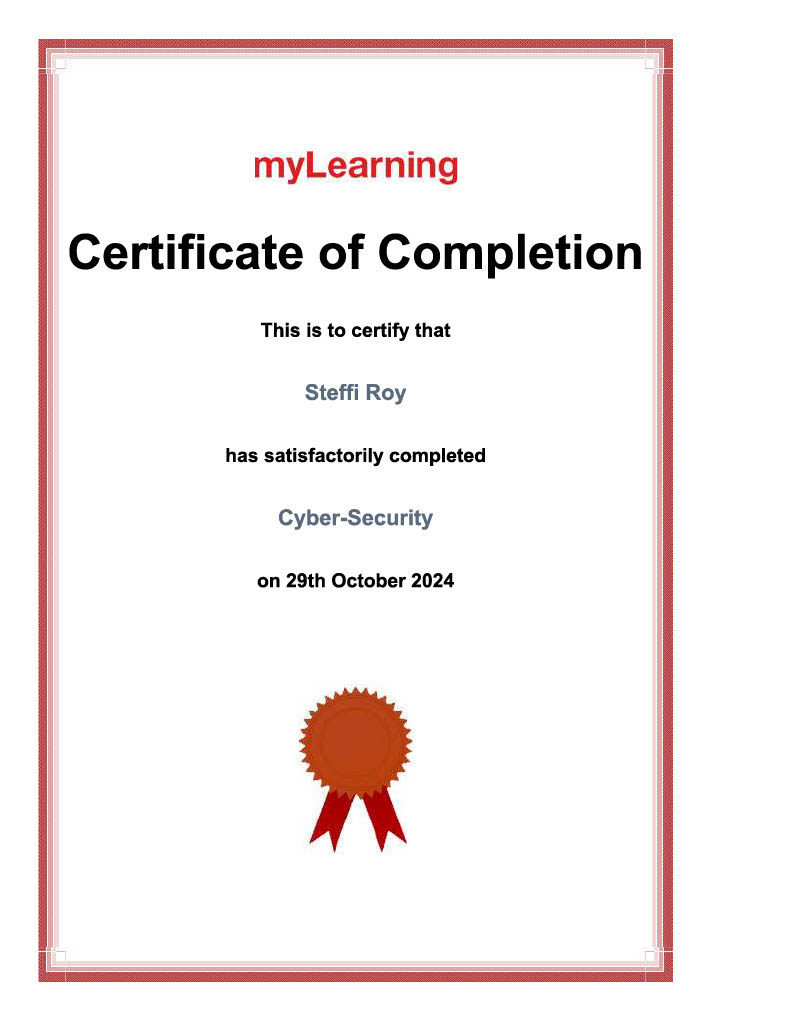 myLearning
Certificate of Completion
This is to certify that
Steffi Roy
has satisfactorily completed
Cyber-Security
on 29th October 2024